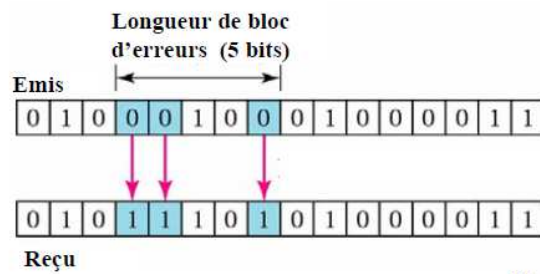 Longueur de bloc
d'erreurs (5 bits)
Emis
0 1 0 0 0 1 0 0 0 1 0 0 0 0 1 1
0 1 0 1 1 1 0 1 0 1 0 0 0 0 1 1
Reçu